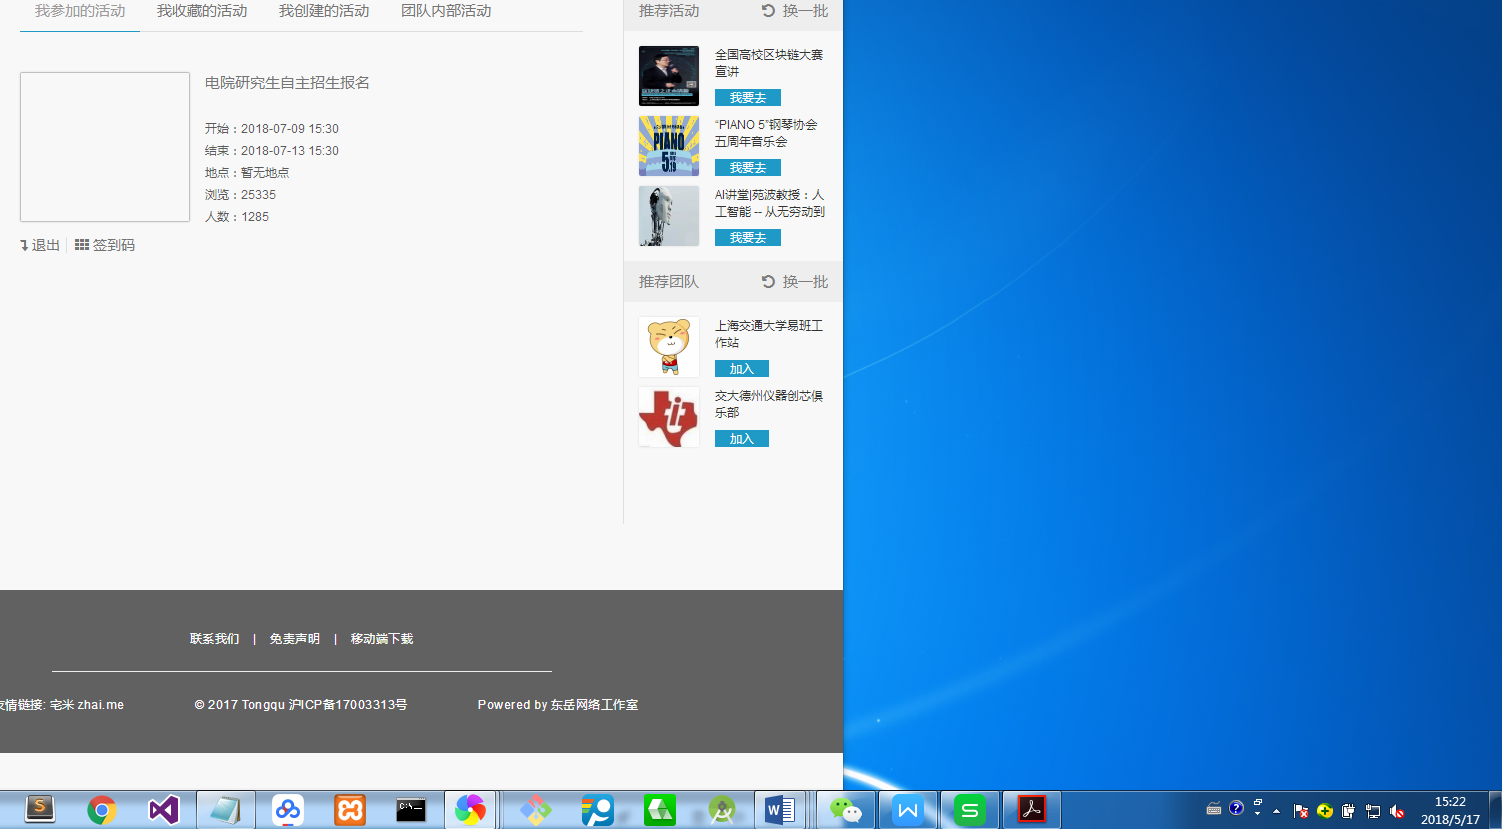 我参加的活动 我收藏的活动 我创建的活动 团队内部活动
电院研究生自主招生报名
开始：2018-07-09 15:30
结束：2018-07-13 15:30
地点：暂无地点
浏览：25335
人数：1285
退出 签到码
推荐活动 换一批
全国高校区块链大赛
宣讲
我要去
PIANO
5
“PIANO 5”钢琴协会
五周年音乐会
我要去
AI讲堂|苑波教授：人
工智能 -- 从无穷动到
我要去
推荐团队 换一批
上海交通大学易班工
作站
加入
交大德州仪器创芯俱
乐部
加入
联系我们 | 免责声明 | 移动端下载
情链接: 宅米 zhai.me © 2017 Tongqu 沪ICP备17003313号 Powered by 东岳网络工作室
15:22
2018/5/17